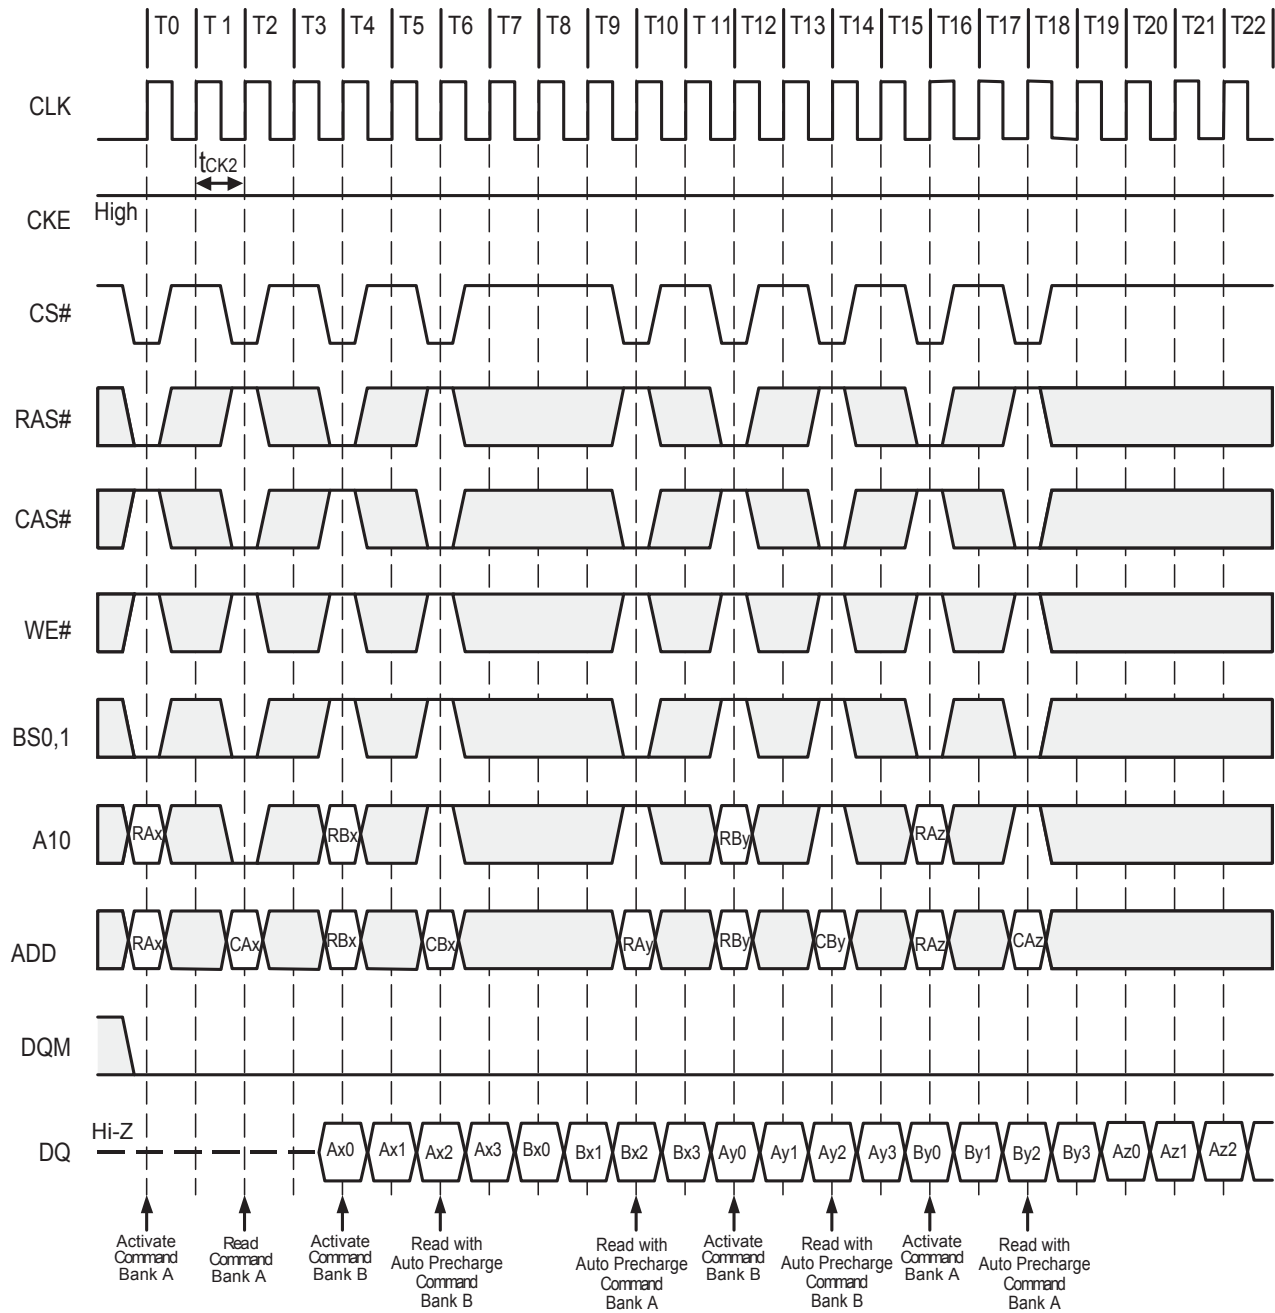 T0 T 1 T2 T3 T4 T5 T6 T7 T8 T9 T10 T 11 T12 T13 T14 T15 T16 T17 T18 T19 T20 T21 T22
CLK
tCK2
High
CKE
CS#
RAS#
CAS#
WE#
BS0,1
A10 RAx RBx RBy RAz
ADD RAx CAx RBx CBx RAy RBy CBy RAz CAz
DQM
Hi-Z
DQ Ax0 Ax1 Ax2 Ax3 Bx0 Bx1 Bx2 Bx3 Ay0 Ay1 Ay2 Ay3 By0 By1 By2 By3 Az0 Az1 Az2
Activate
Command
Bank A
Read
Command
Bank A
Activate
Command
Bank B
Read with
Auto Precharge
Command
Bank B
Read with
Auto Precharge
Command
Bank A
Activate
Command
Bank B
Read with
Auto Precharge
Command
Bank B
Activate
Command
Bank A
Read with
Auto Precharge
Command
Bank A